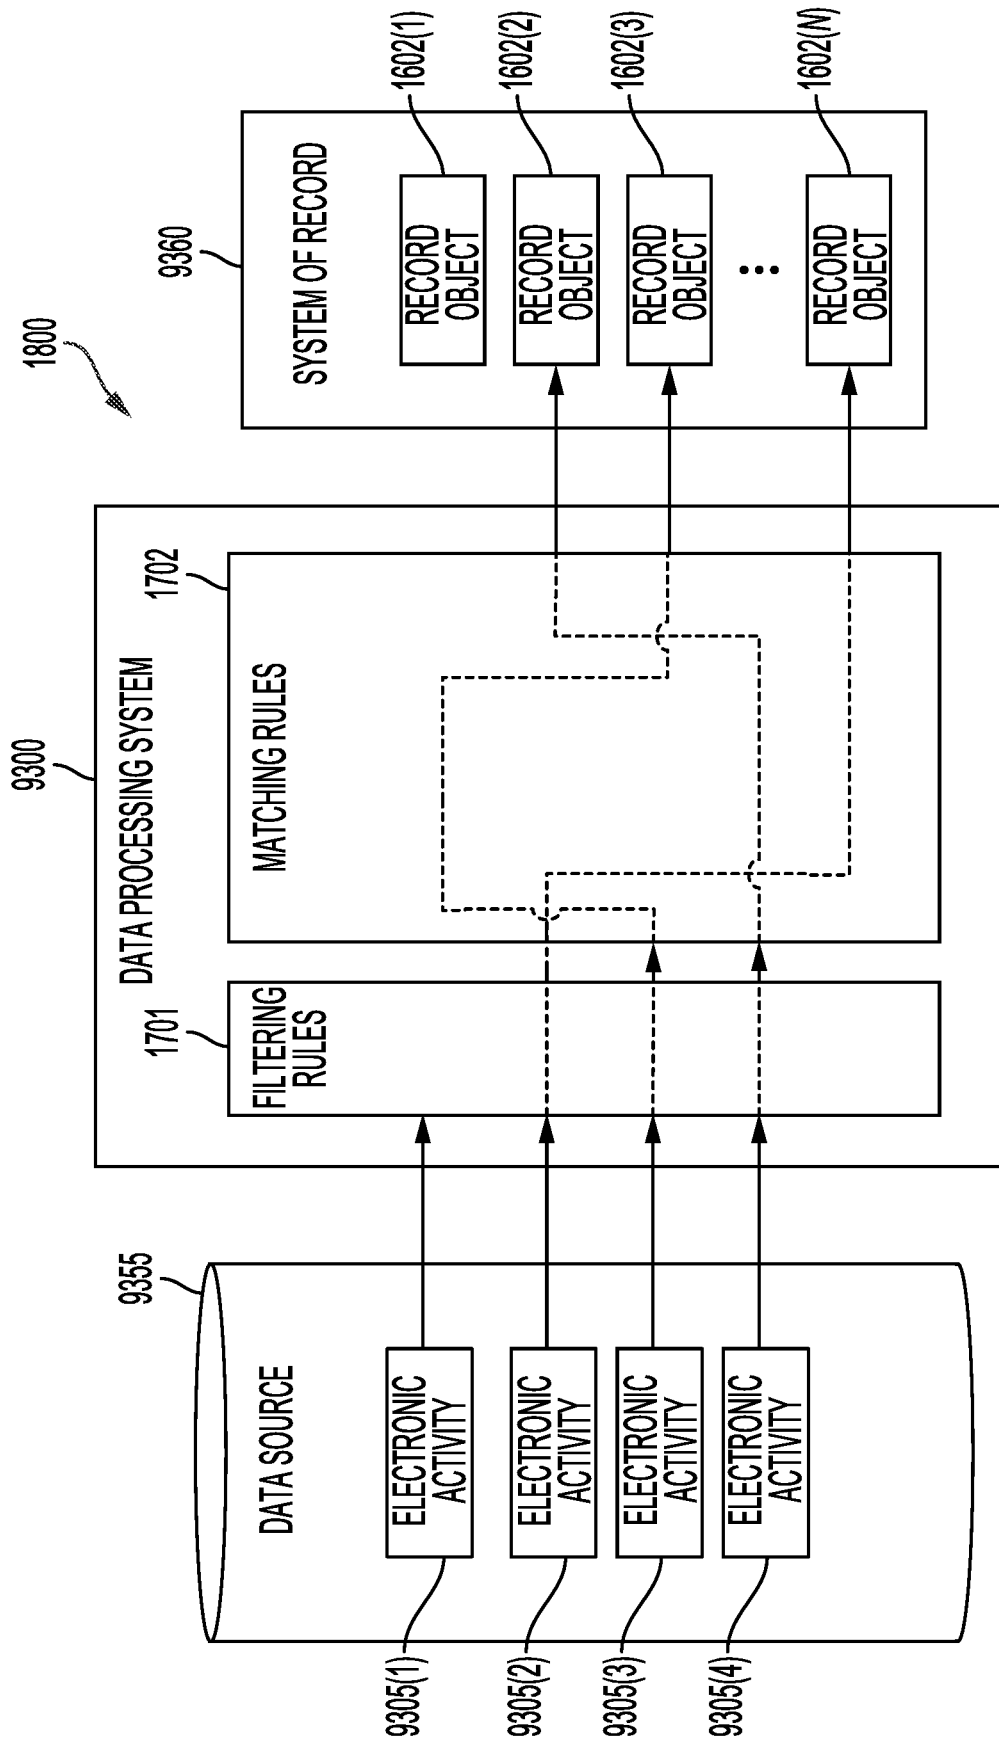 1800
9355
DATA SOURCE
ELECTRONIC
ACTIVITY
ELECTRONIC
ACTIVITY
ELECTRONIC
ACTIVITY
ELECTRONIC
ACTIVITY
9305(1)
9305(2)
9305(3)
9305(4)
9300
DATA PROCESSING SYSTEM
1701
FILTERING
RULES
1702
MATCHING RULES
9360
SYSTEM OF RECORD
RECORD
OBJECT
RECORD
OBJECT
RECORD
OBJECT
RECORD
OBJECT
1602(1)
1602(2)
1602(3)
1602(N)